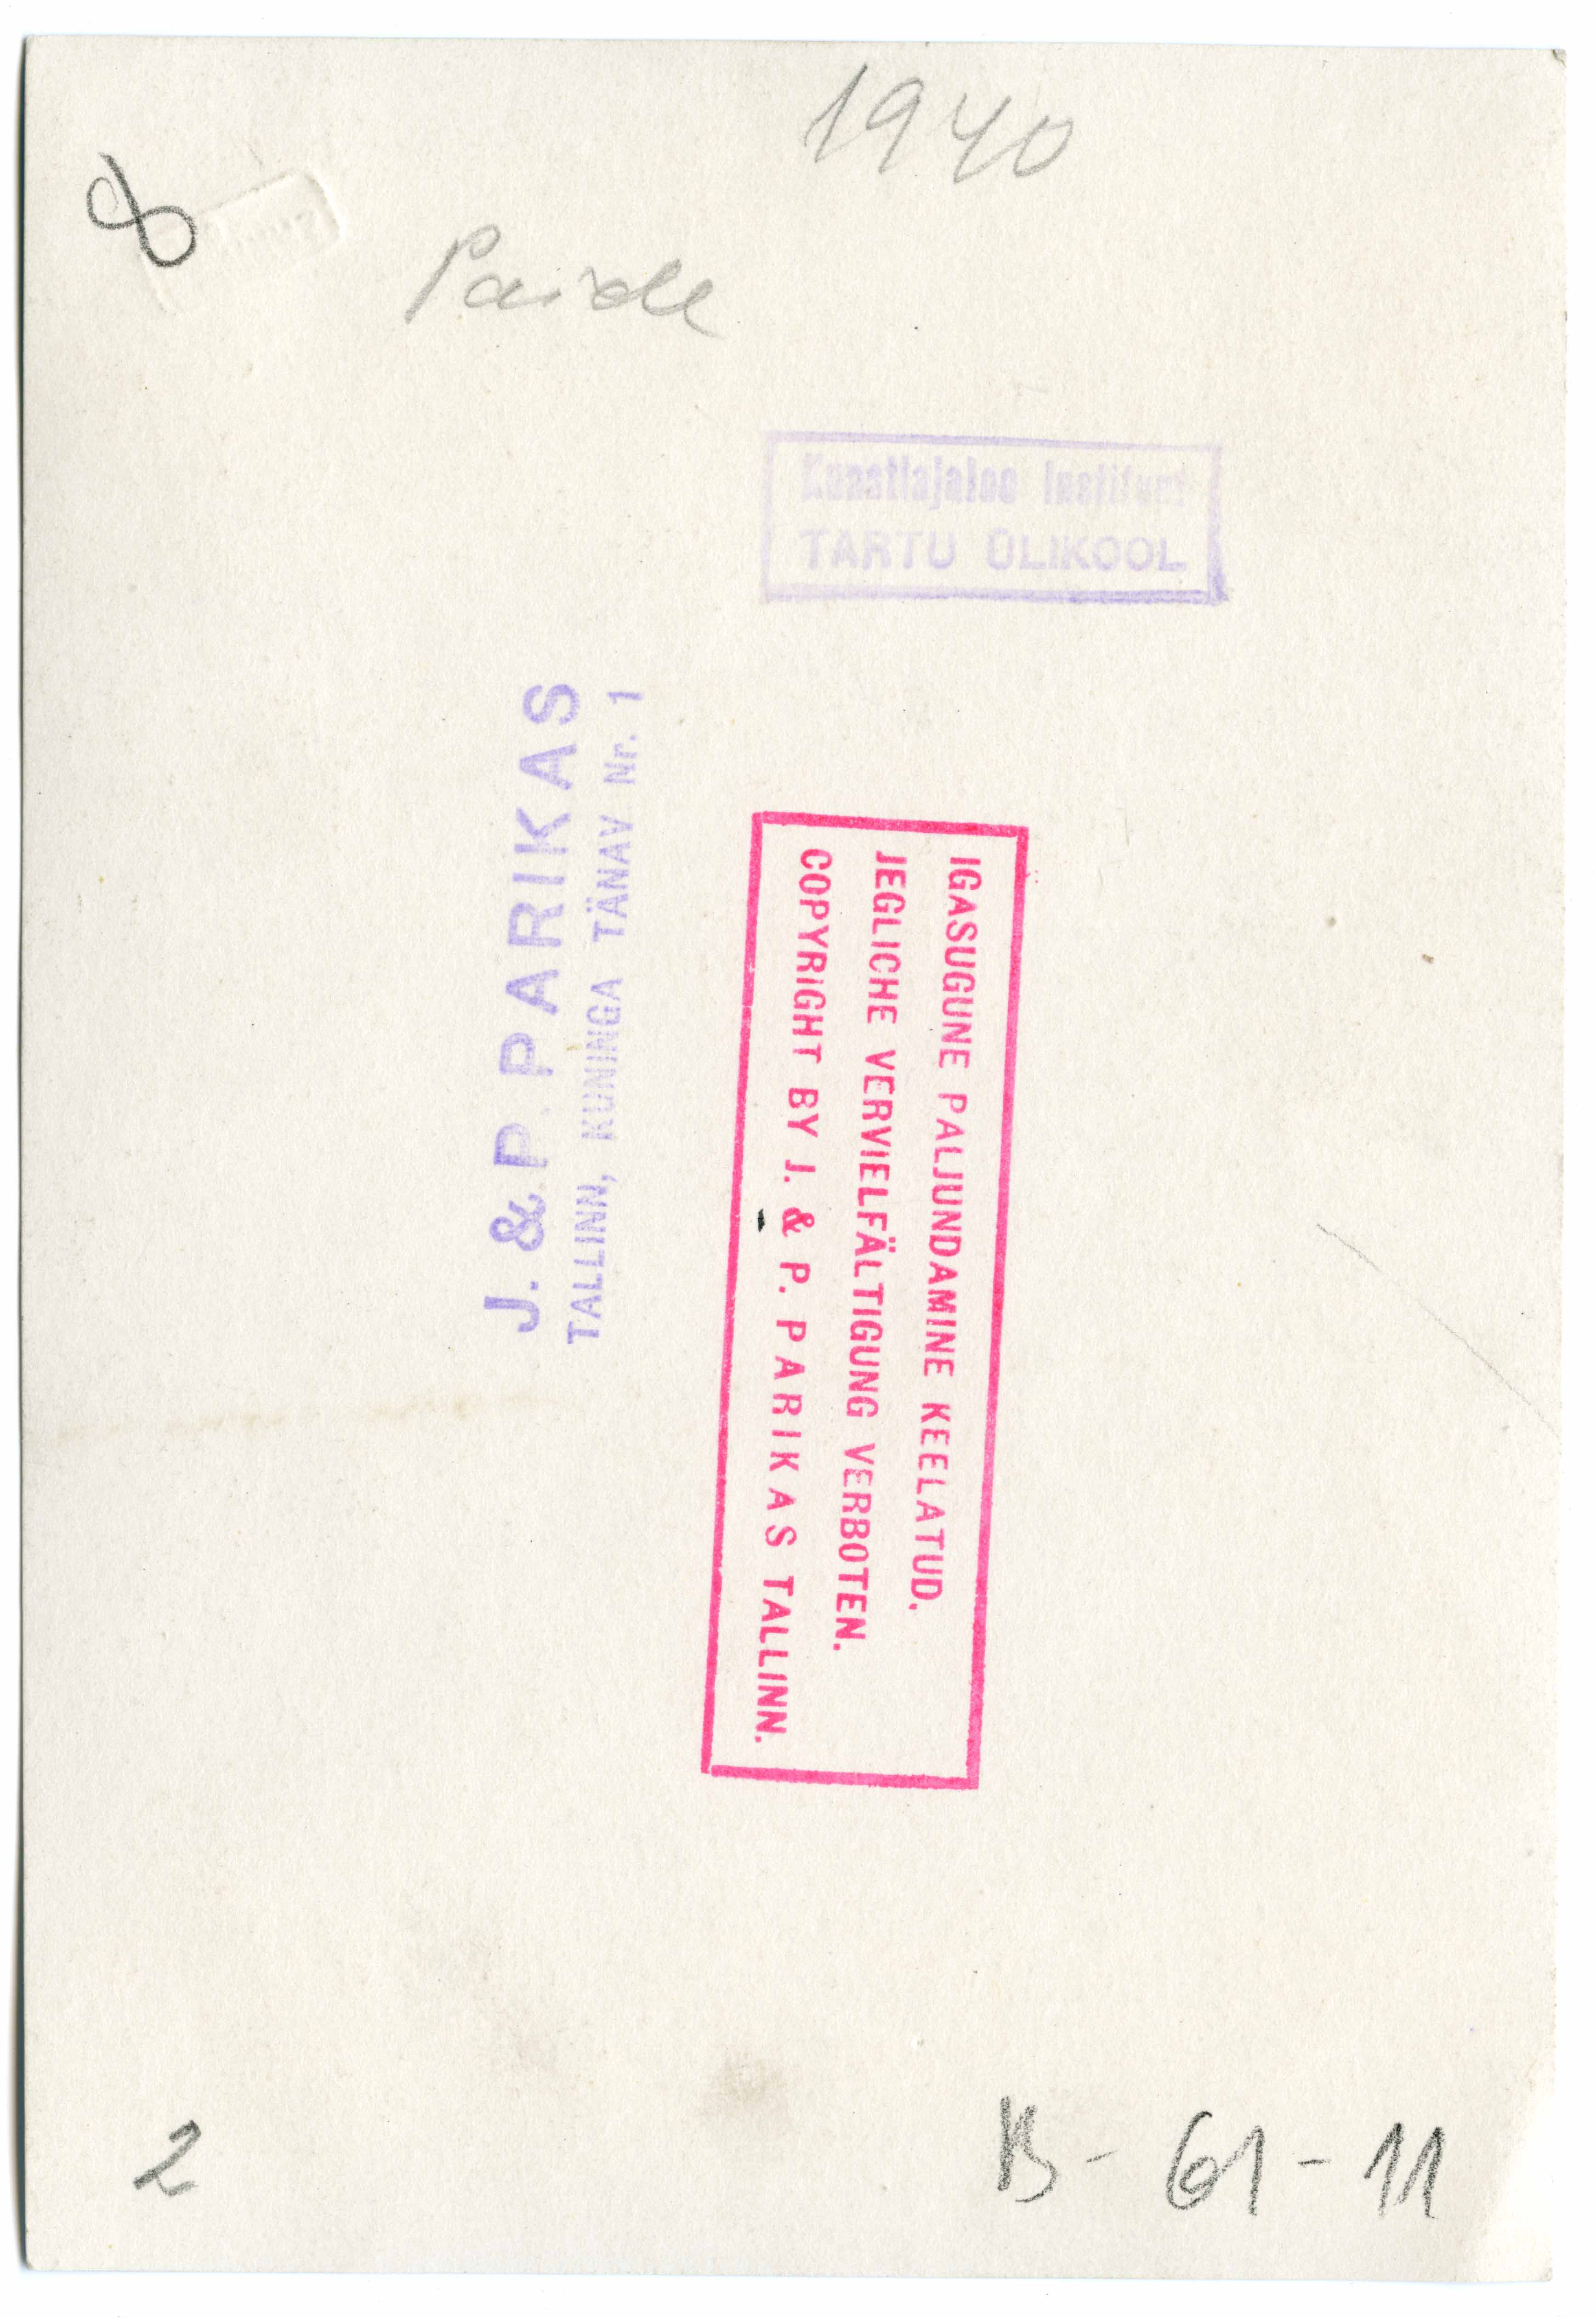 1940
8
Paide
Kunstiajaloo Instituut
TARTU ÜLIKOOL
J. & P. PARIKAS
TALLINN, KUNINGA TÄNAV Nr. 1
IGASUGUNE PALJUNDAMINE KEELATUD.
JEGLICHE VERVIELFÄLTIGUNG VERBOTEN.
COPYRIGHT BY J. & P. PARIKAS TALLINN.
2
B-61-11